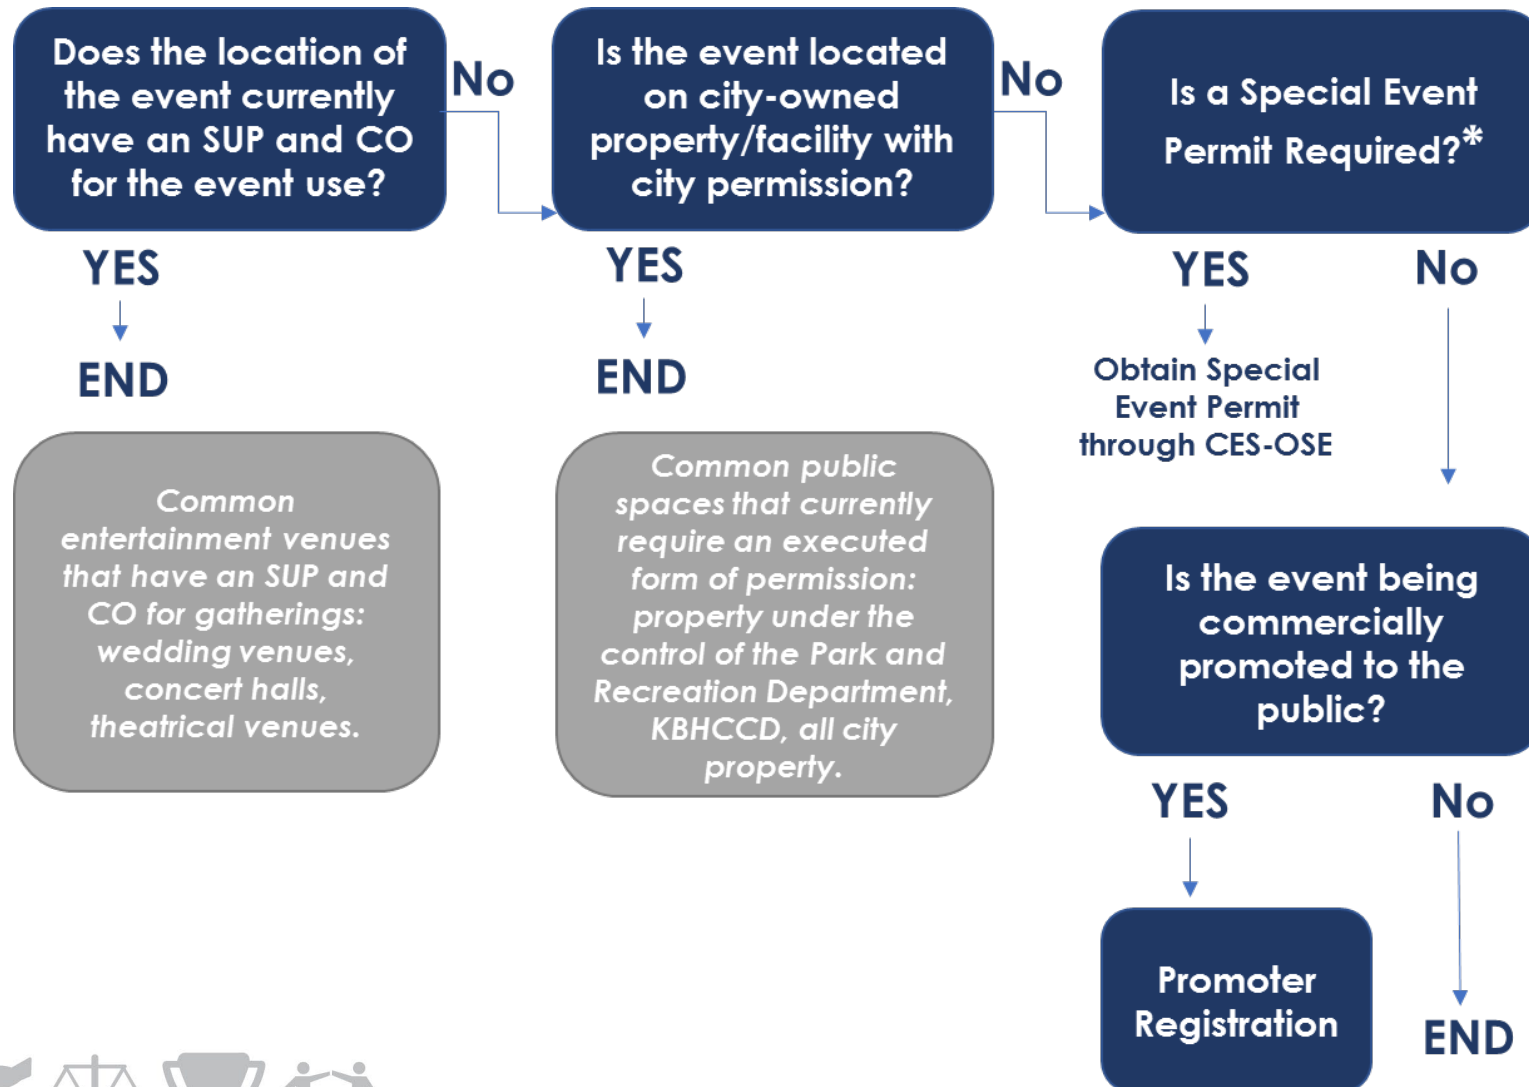 Does the location of
the event currently
have an SUP and CO
for the event use?
No
Is the event located
on city-owned
property/facility with
city permission?
No
Is a Special Event
Permit Required?*
YES
END
YES
END
YES
No
Obtain Special
Event Permit
through CES-OSE
Common
entertainment venues
that have an SUP and
CO for gatherings:
wedding venues,
concert halls,
theatrical venues.
Common public
spaces that currently
require an executed
form of permission:
property under the
control of the Park and
Recreation Department,
KBHCCD, all city
property.
Is the event being
commercially
promoted to the
public?
YES
No
Promoter
Registration
END